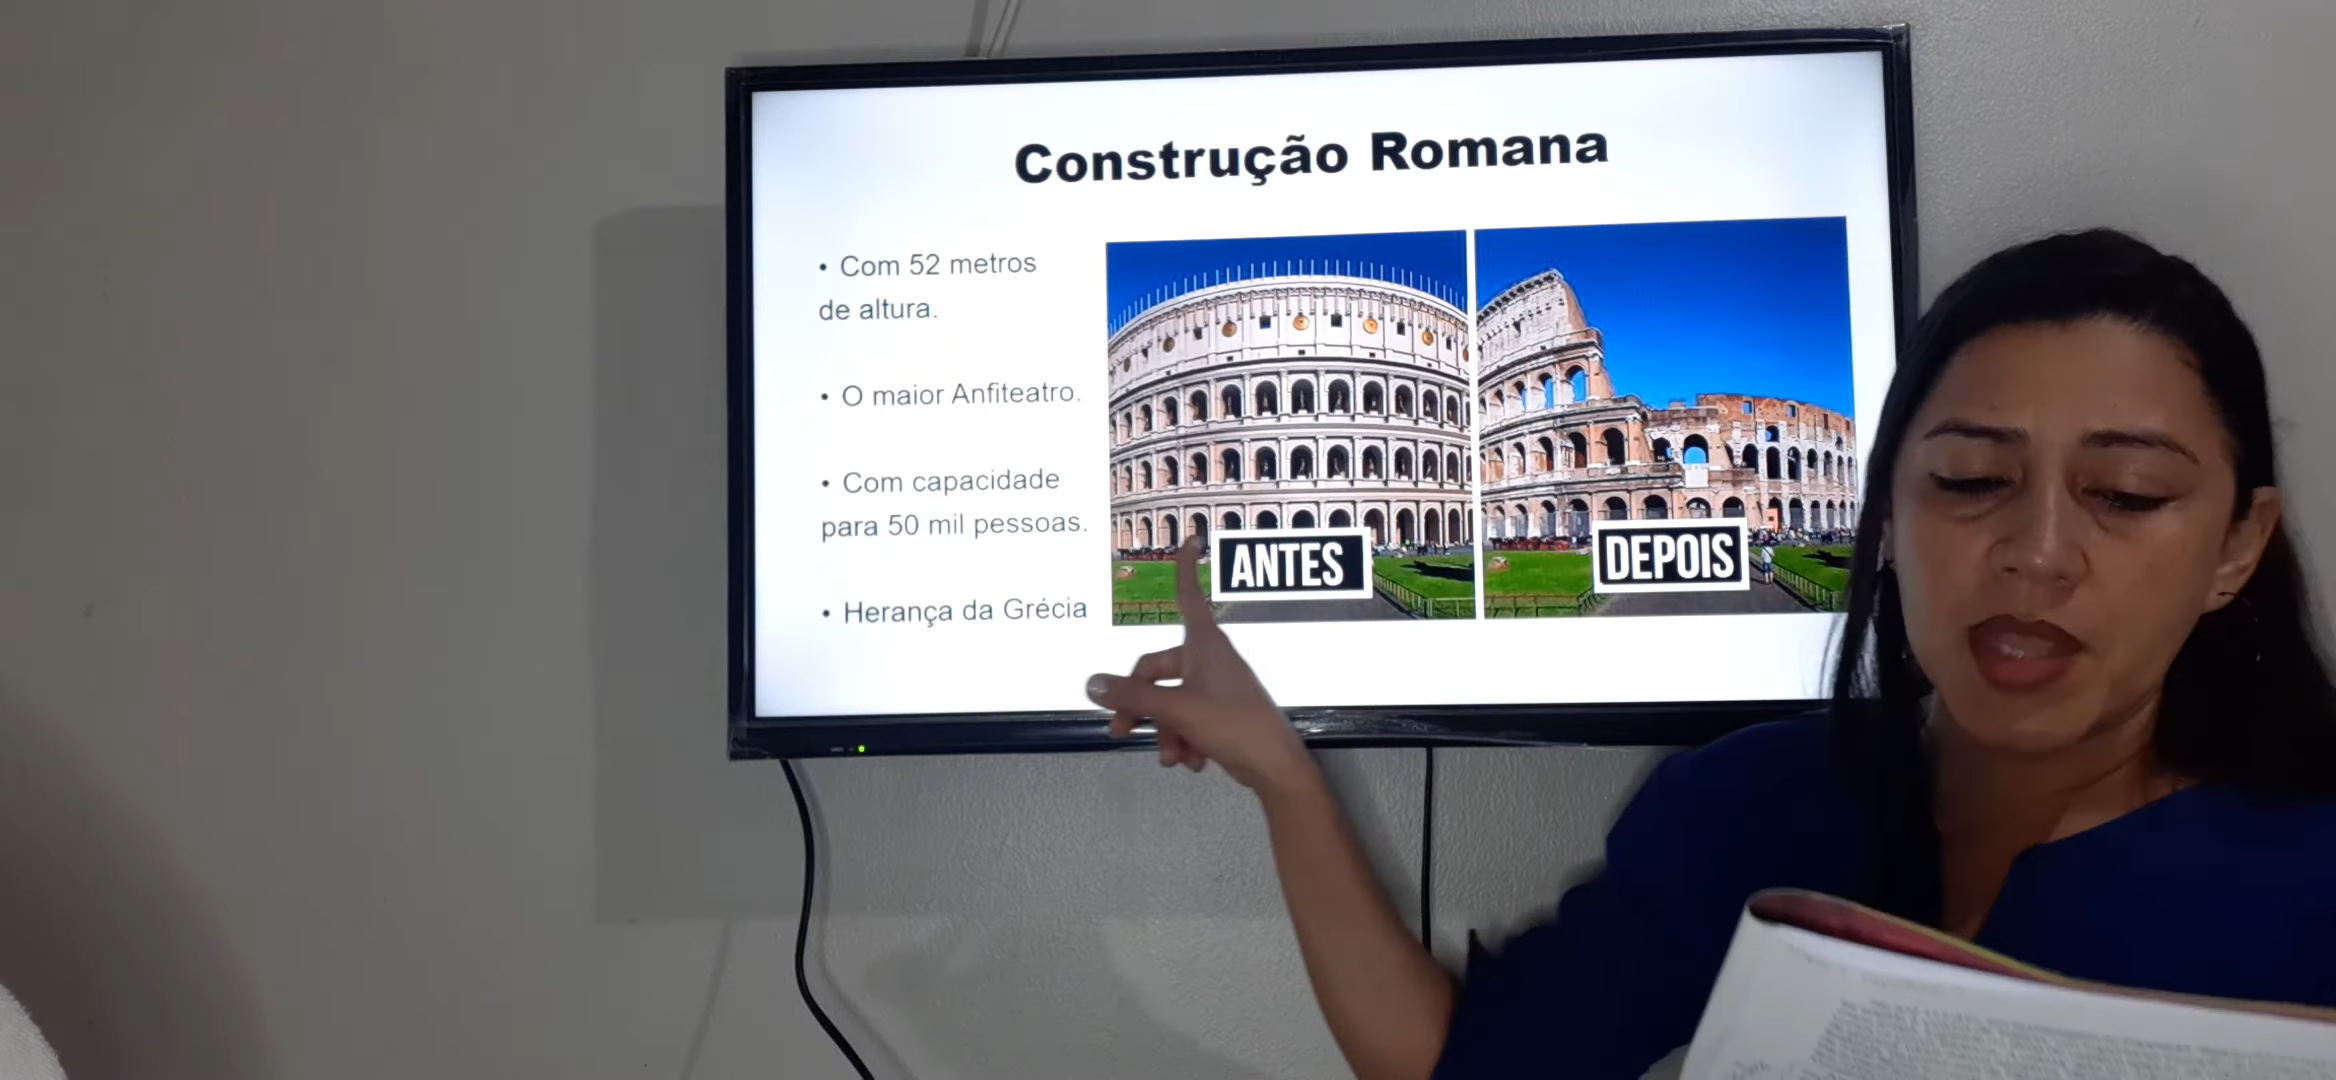 Construção Romana
• Com 52 metros
de altura.
• O maior Anfiteatro.
• Com capacidade
para 50 mil pessoas.
• Herança da Grécia
ANTES
DEPOIS